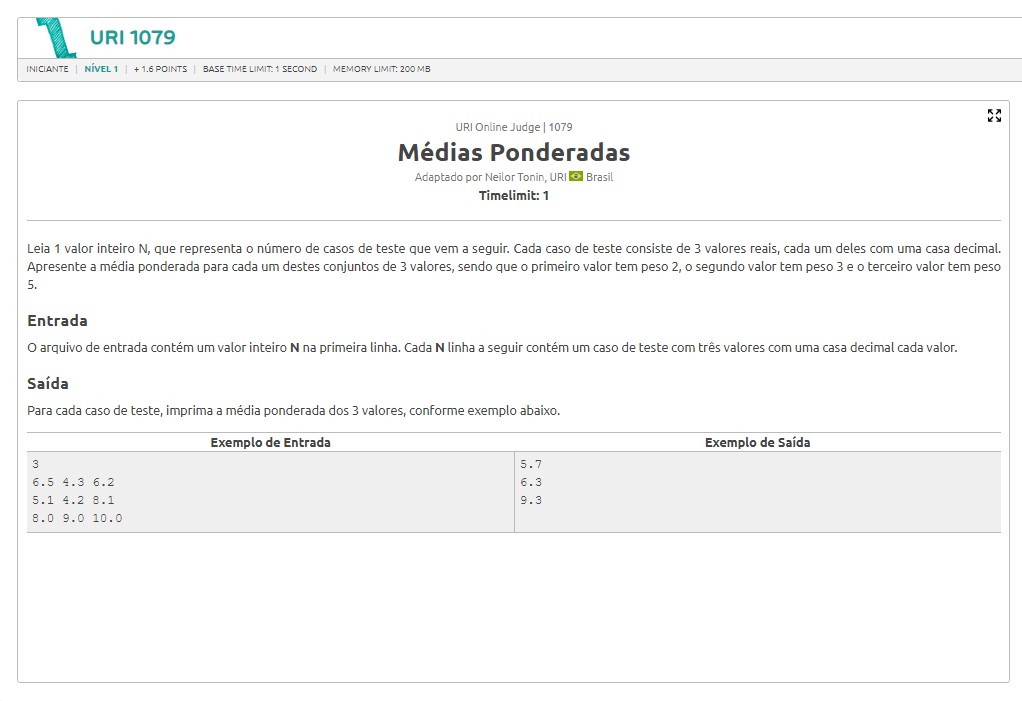 URI 1079
INICIANTE | NÍVEL 1 | + 1.6 POINTS | BASE TIME LIMIT: 1 SECOND | MEMORY LIMIT: 200 MB
URI Online Judge | 1079
Médias Ponderadas
Adaptado por Neilor Tonin, URI Brasil
Timelimit: 1
Leia 1 valor inteiro N, que representa o número de casos de teste que vem a seguir. Cada caso de teste consiste de 3 valores reais, cada um deles com uma casa decimal.
Apresente a média ponderada para cada um destes conjuntos de 3 valores, sendo que o primeiro valor tem peso 2, o segundo valor tem peso 3 e o terceiro valor tem peso
5.
Entrada
O arquivo de entrada contém um valor inteiro N na primeira linha. Cada N linha a seguir contém um caso de teste com três valores com uma casa decimal cada valor.
Saída
Para cada caso de teste, imprima a média ponderada dos 3 valores, conforme exemplo abaixo.
Exemplo de Entrada Exemplo de Saída
3 5.7
6.5 4.3 6.2 6.3
5.1 4.2 8.1 9.3
8.0 9.0 10.0